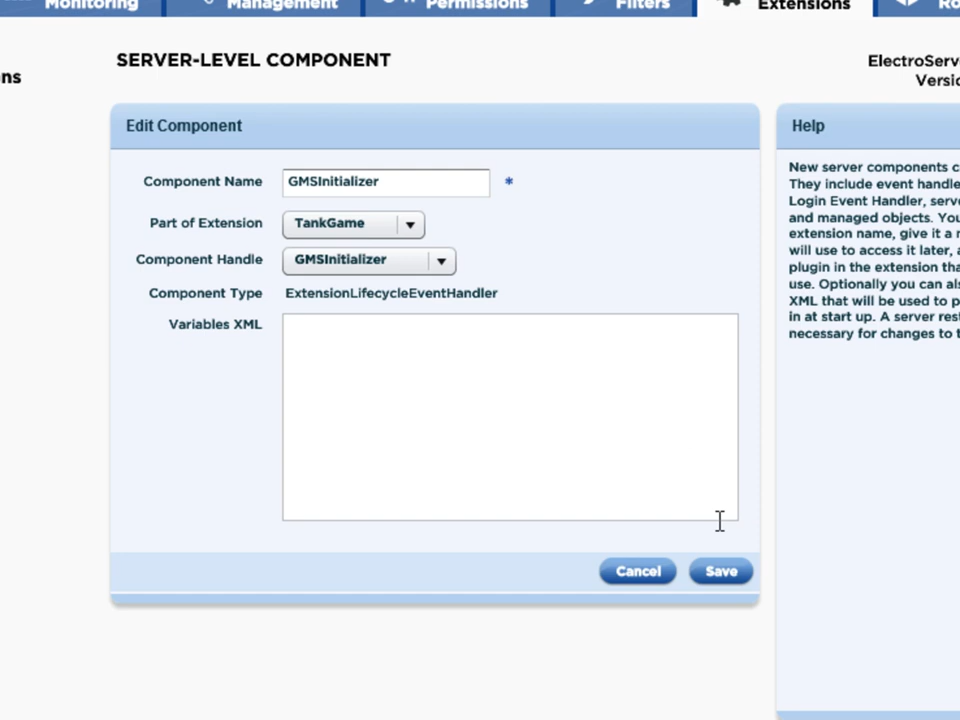 Monitoring
Management
Permissions
Filters
Extensions
SERVER-LEVEL COMPONENT
ElectroServ
Versio
ns
Edit Component
Help
Component Name
GMSInitializer
*
Part of Extension
TankGame
Component Handle
GMSInitializer
Component Type
ExtensionLifecycleEventHandler
Variables XML
New server components c
They include event handle
Login Event Handler, serve
and managed objects. You
extension name, give it a r
will use to access it later, a
plugin in the extension tha
use. Optionally you can als
XML that will be used to p
in at start up. A server rest
necessary for changes to t
Cancel
Save